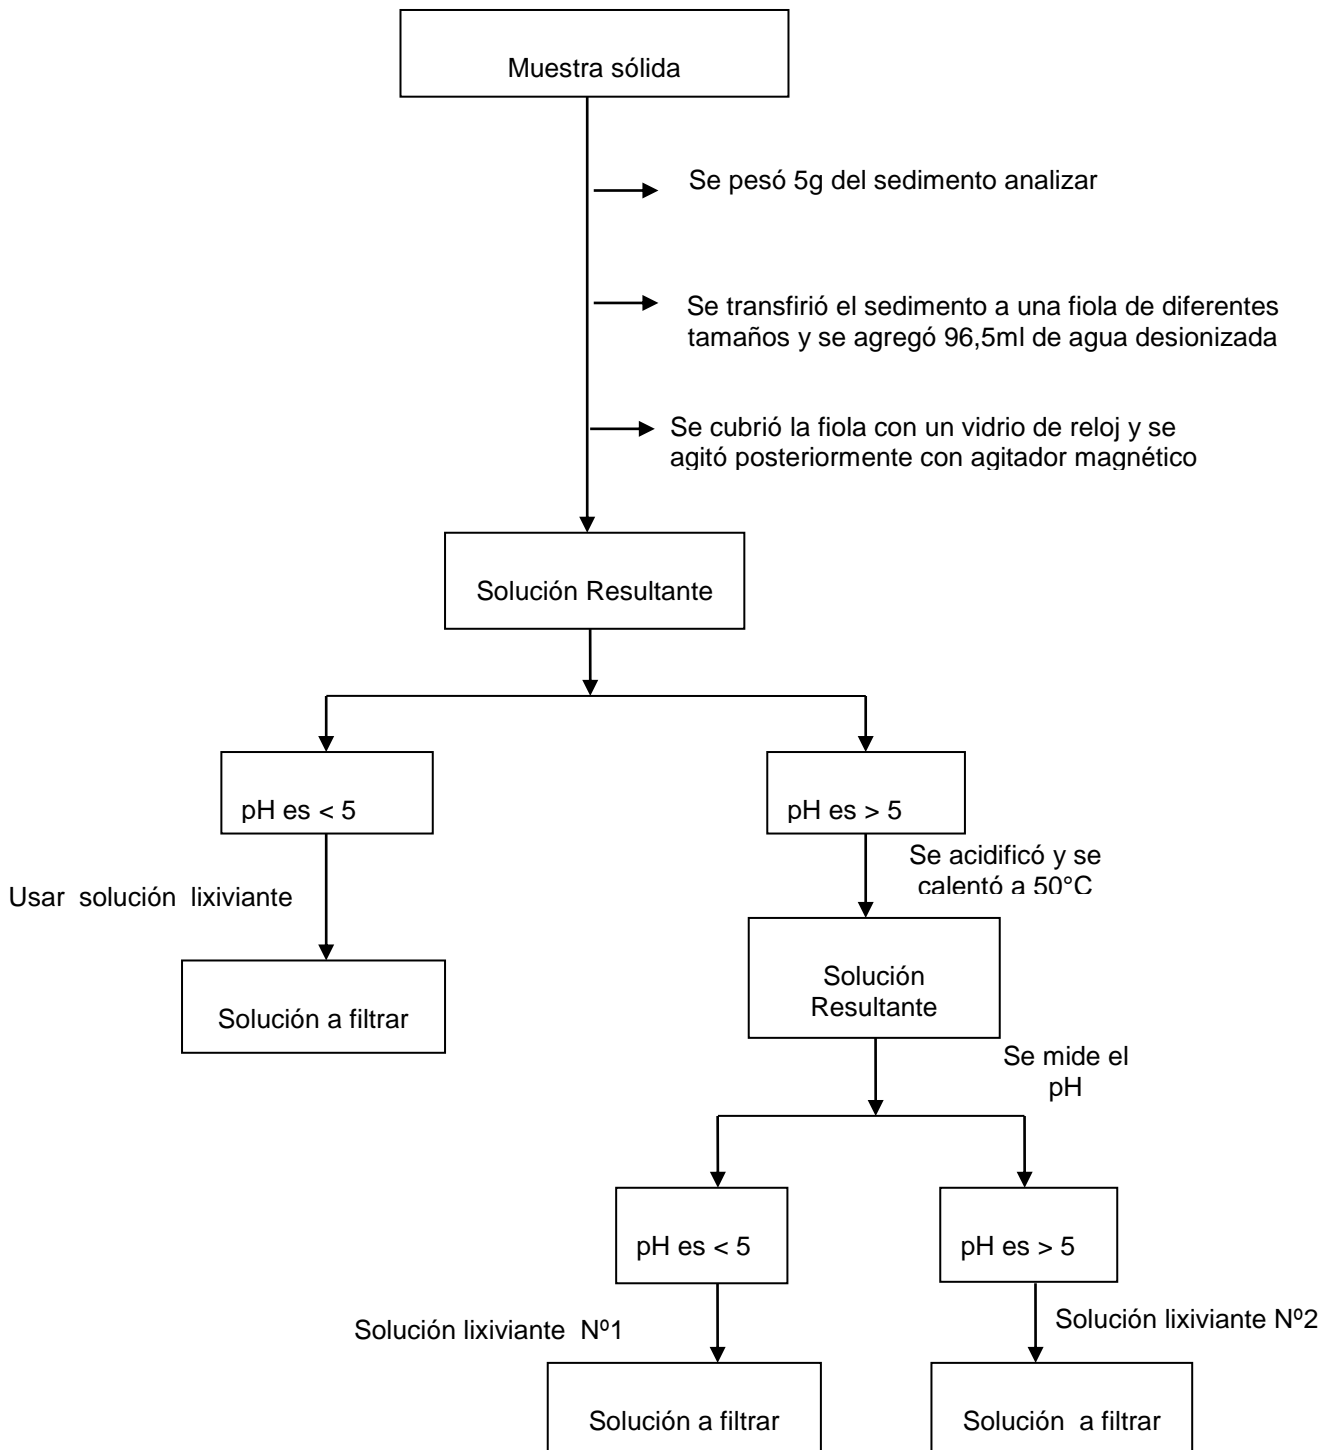 Muestra sólida
Se pesó 5g del sedimento analizar
Se transfirió el sedimento a una fiola de diferentes
tamaños y se agregó 96,5ml de agua desionizada
Se cubrió la fiola con un vidrio de reloj y se
agitó posteriormente con agitador magnético
Solución Resultante
pH es < 5
pH es > 5
Se acidificó y se
calentó a 50°C
Usar solución lixiviante
Solución a filtrar
Solución
Resultante
Se mide el
pH
pH es < 5
pH es > 5
Solución lixiviante Nº1
Solución lixiviante Nº2
Solución a filtrar
Solución a filtrar